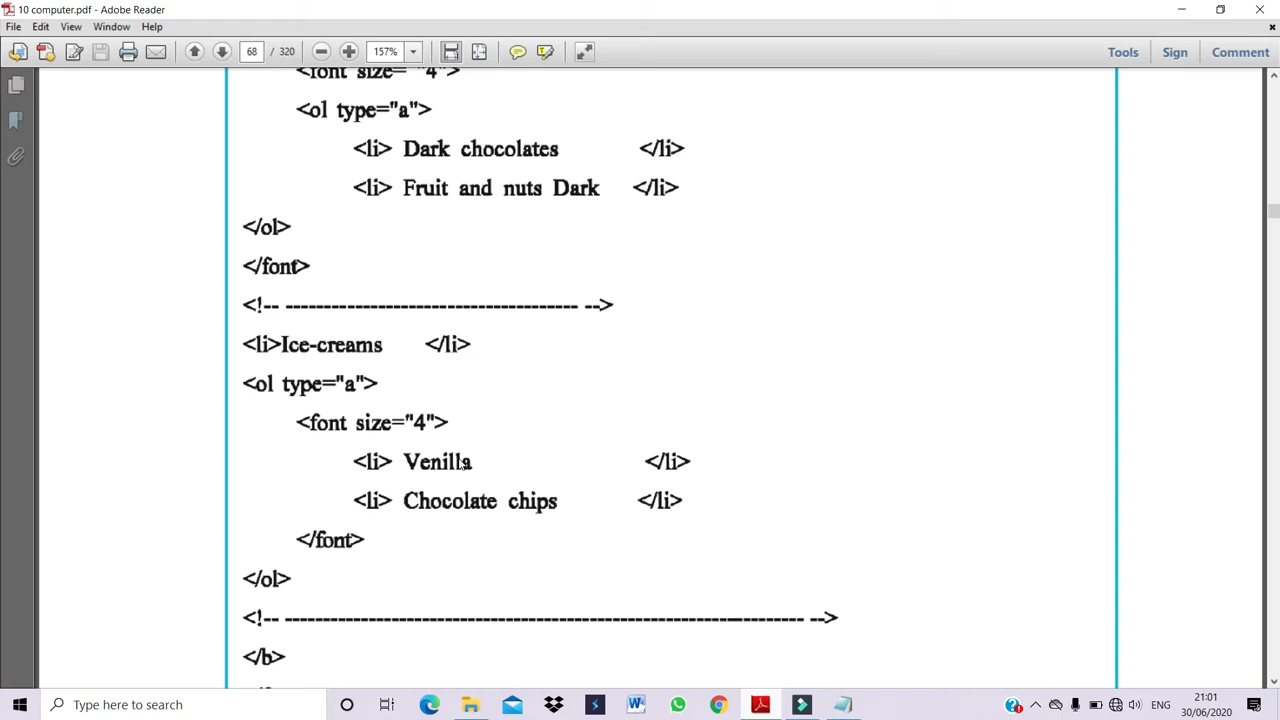 10 computer.pdf - Adobe Reader
File Edit View Window Help
68 / 320 157% Tools Sign Comment
<font size= "4">
<ol type="a">
<li> Dark chocolates </li>
<li> Fruit and nuts Dark </li>
</ol>
</font>
<!-- ------------------------------------- -->
<li>Ice-creams </li>
<ol type="a">
<font size="4">
<li> Venilla </li>
<li> Chocolate chips </li>
</font>
</ol>
<!-- ------------------------------------------------------------------ -->
</b>
Type here to search
ENG
21:01
30/06/2020